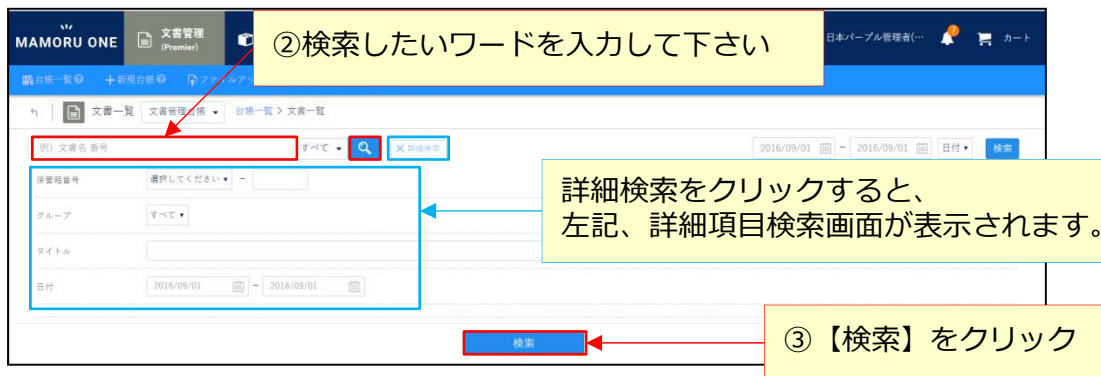 MAMORU ONE
文書管理
(Premier)
②検索したいワードを入力して下さい
日本パープル管理者(…
カート
台帳一覧
＋新規台帳
ファイルアッ
文書一覧 文書管理台帳 台帳一覧 > 文書一覧
例）文書名 番号 すべて × 詳細検索 2016/09/01 - 2016/09/01 日付 検索
保管箱番号 選択してください -
グループ すべて
タイトル
日付 2016/09/01 - 2016/09/01
詳細検索をクリックすると、
左記、詳細項目検索画面が表示されます。
検索
③【検索】をクリック